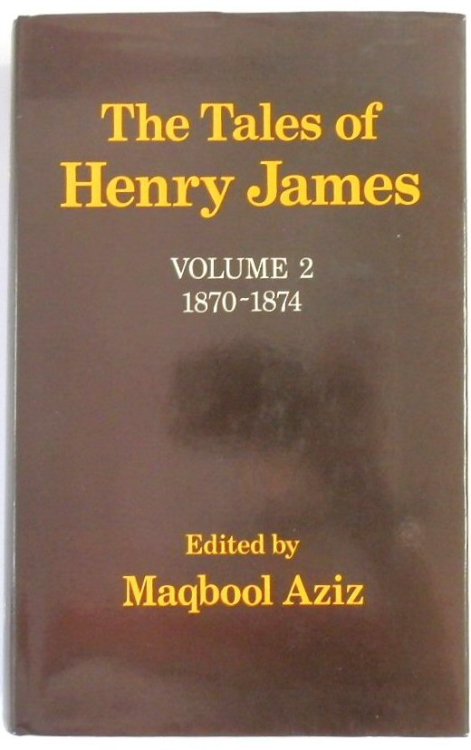 The Tales of
Henry James
VOLUME 2
1870-1874
Edited by
Maqbool Aziz